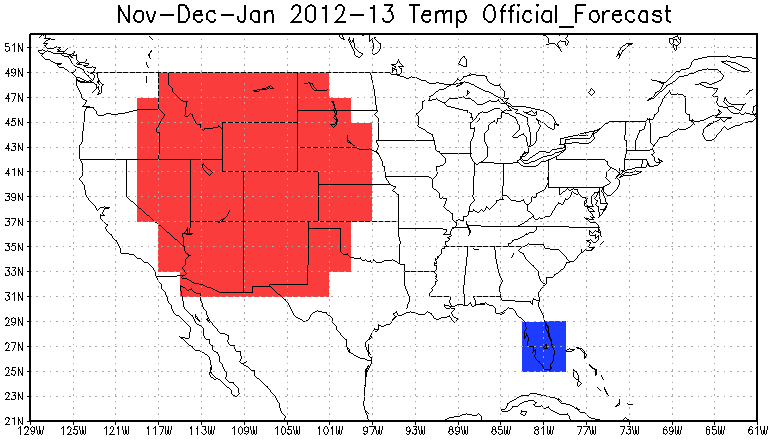 Nov-Dec-Jan 2012-13 Temp Official_Forecast
51N
49N
47N
45N
43N
41N
39N
37N
35N
33N
31N
29N
27N
25N
23N
21N
129W 125W 121W 117W 113W 109W 105W 101W 97W 93W 89W 85W 81W 77W 73W 69W 65W 61W